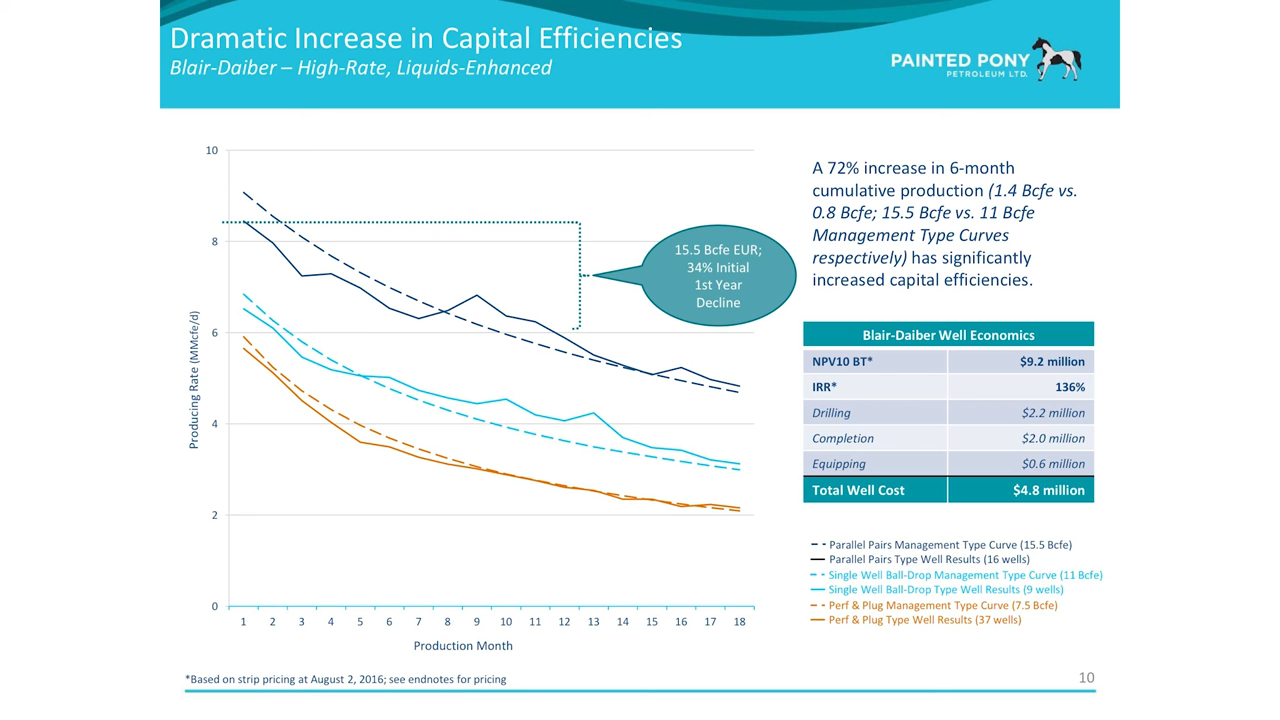 Dramatic Increase in Capital Efficiencies
Blair-Daiber – High-Rate, Liquids-Enhanced
PAINTED PONY
PETROLEUM LTD.
10
8
6
4
2
0
Producing Rate (MMcfe/d)
1 2 3 4 5 6 7 8 9 10 11 12 13 14 15 16 17 18
Production Month
15.5 Bcfe EUR;
34% Initial
1st Year
Decline
A 72% increase in 6-month
cumulative production (1.4 Bcfe vs.
0.8 Bcfe; 15.5 Bcfe vs. 11 Bcfe
Management Type Curves
respectively) has significantly
increased capital efficiencies.
Blair-Daiber Well Economics
NPV10 BT* $9.2 million
IRR* 136%
Drilling $2.2 million
Completion $2.0 million
Equipping $0.6 million
Total Well Cost $4.8 million
Parallel Pairs Management Type Curve (15.5 Bcfe)
Parallel Pairs Type Well Results (16 wells)
Single Well Ball-Drop Management Type Curve (11 Bcfe)
Single Well Ball-Drop Type Well Results (9 wells)
Perf & Plug Management Type Curve (7.5 Bcfe)
Perf & Plug Type Well Results (37 wells)
*Based on strip pricing at August 2, 2016; see endnotes for pricing
10